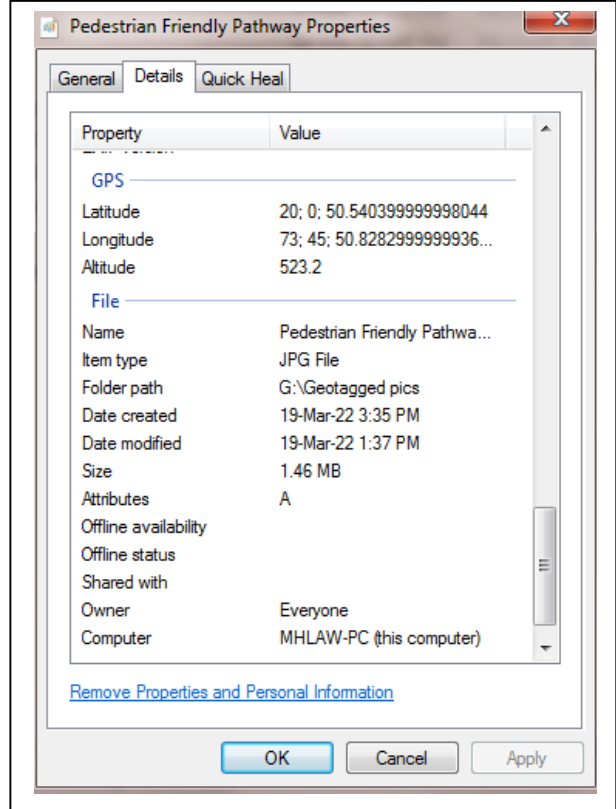 Pedestrian Friendly Pathway Properties
General Details Quick Heal
Property Value
GPS
Latitude 20; 0; 50.540399999998044
Longitude 73; 45; 50.8282999999936...
Altitude 523.2
File
Name Pedestrian Friendly Pathwa...
Item type JPG File
Folder path G:\Geotagged pics
Date created 19-Mar-22 3:35 PM
Date modified 19-Mar-22 1:37 PM
Size 1.46 MB
Attributes A
Offline availability
Offline status
Shared with
Owner Everyone
Computer MHLAW-PC (this computer)
Remove Properties and Personal Information
OK Cancel Apply